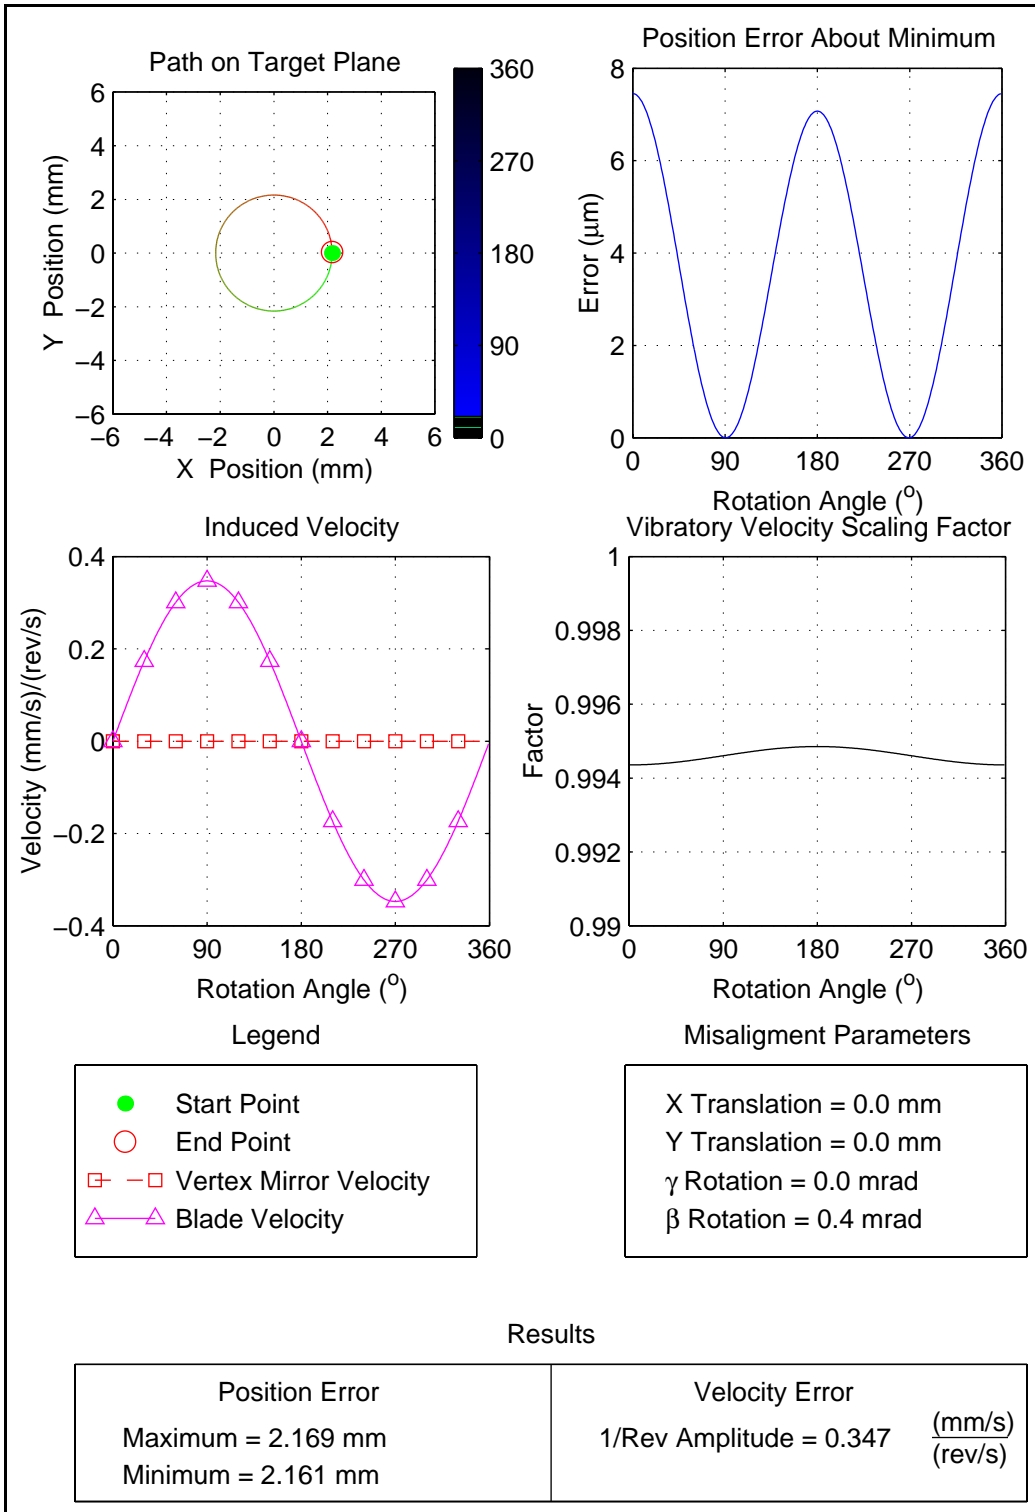 Path on Target Plane
6
4
2
0
−2
−4
−6
−6 −4 −2 0 2 4 6
X Position (mm)
Y Position (mm)
360
270
180
90
0
Position Error About Minimum
8
6
4
2
0
0 90 180 270 360
Rotation Angle (o)
Error (μm)
Induced Velocity
0.4
0.2
0
−0.2
−0.4
0 90 180 270 360
Rotation Angle (o)
Velocity (mm/s)/(rev/s)
Vibratory Velocity Scaling Factor
1
0.998
0.996
0.994
0.992
0.99
0 90 180 270 360
Rotation Angle (o)
Factor
Legend
Start Point
End Point
Vertex Mirror Velocity
Blade Velocity
Misaligment Parameters
X Translation = 0.0 mm
Y Translation = 0.0 mm
γ Rotation = 0.0 mrad
β Rotation = 0.4 mrad
Results
Position Error
Maximum = 2.169 mm
Minimum = 2.161 mm
Velocity Error
1/Rev Amplitude = 0.347 (mm/s)
(rev/s)